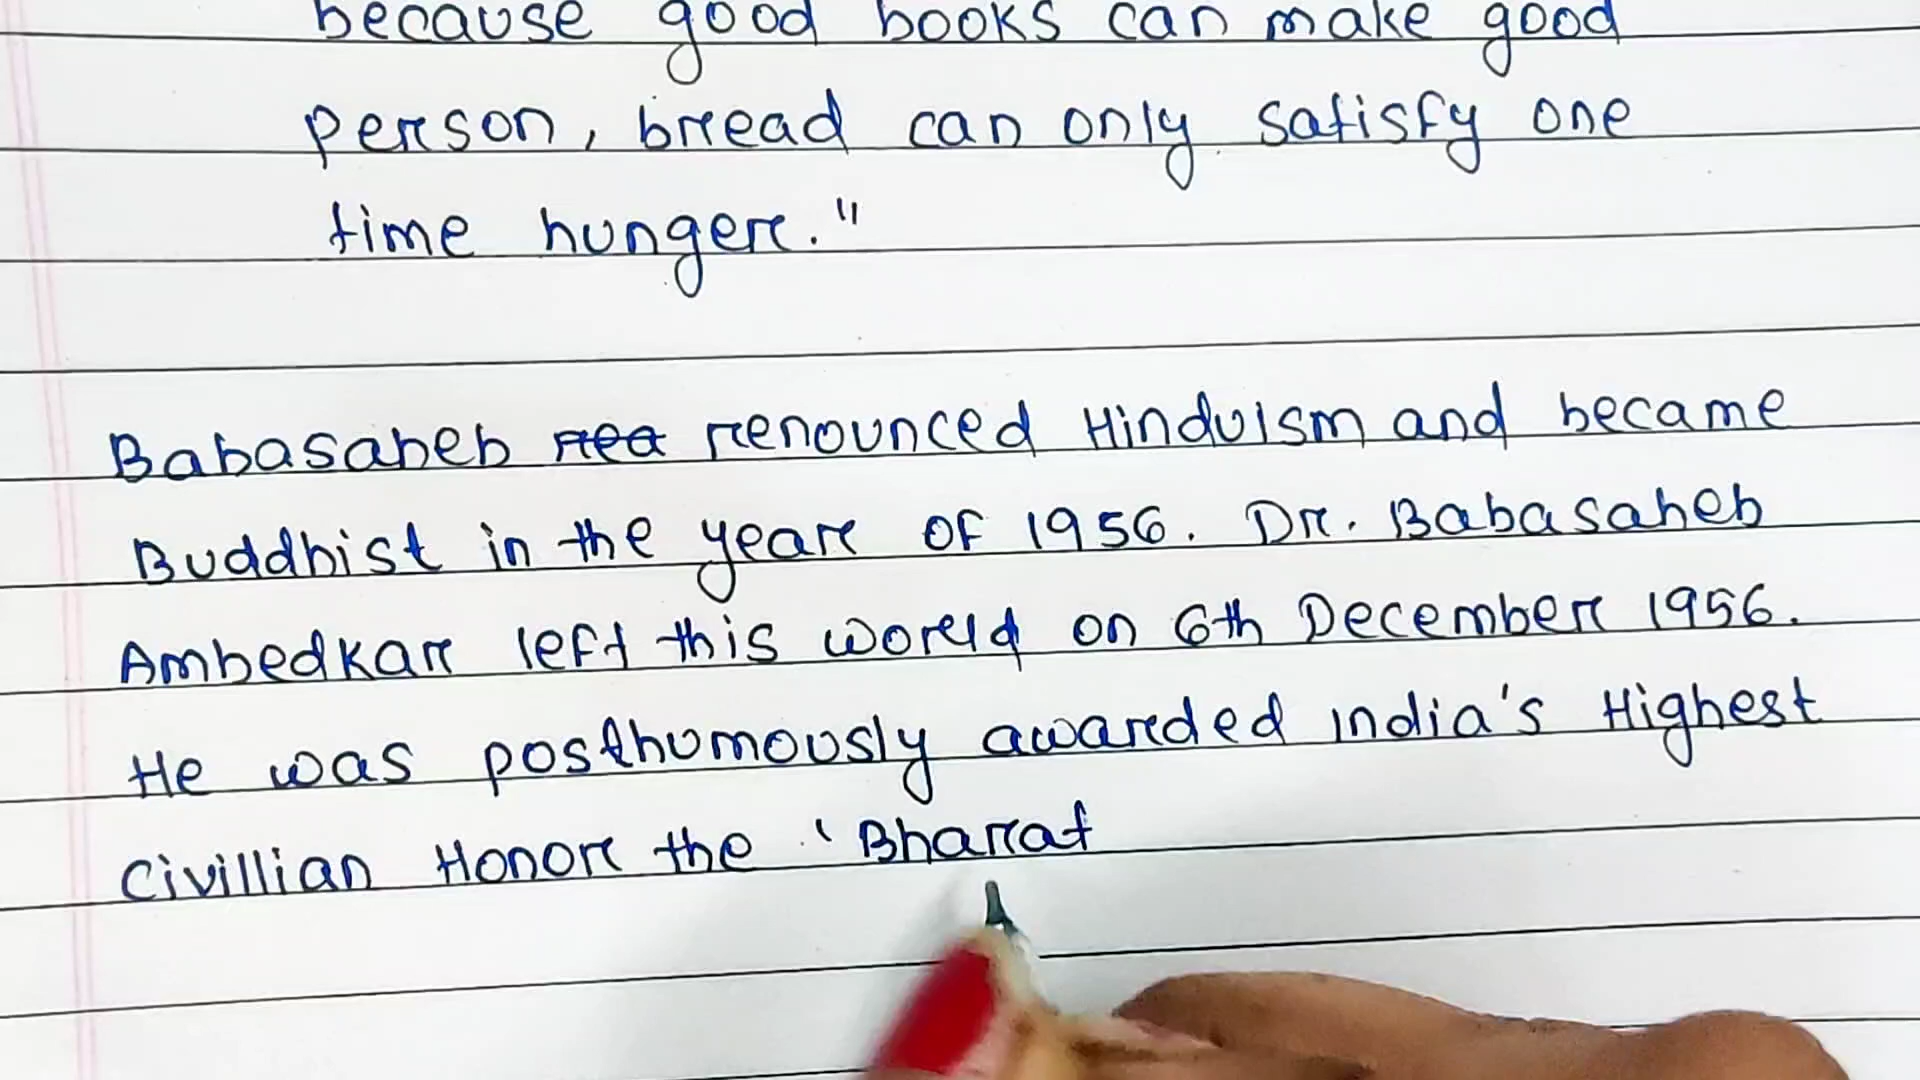 because good books can make good
person, bread can only satisfy one
time hunger."
Babasaheb rea renounced Hinduism and became
Buddhist in the year of 1956. Dr. Babasaheb
Ambedkar left this world on 6th December 1956.
He was posthumously awarded India's Highest
Civillian Honor the 'Bharat